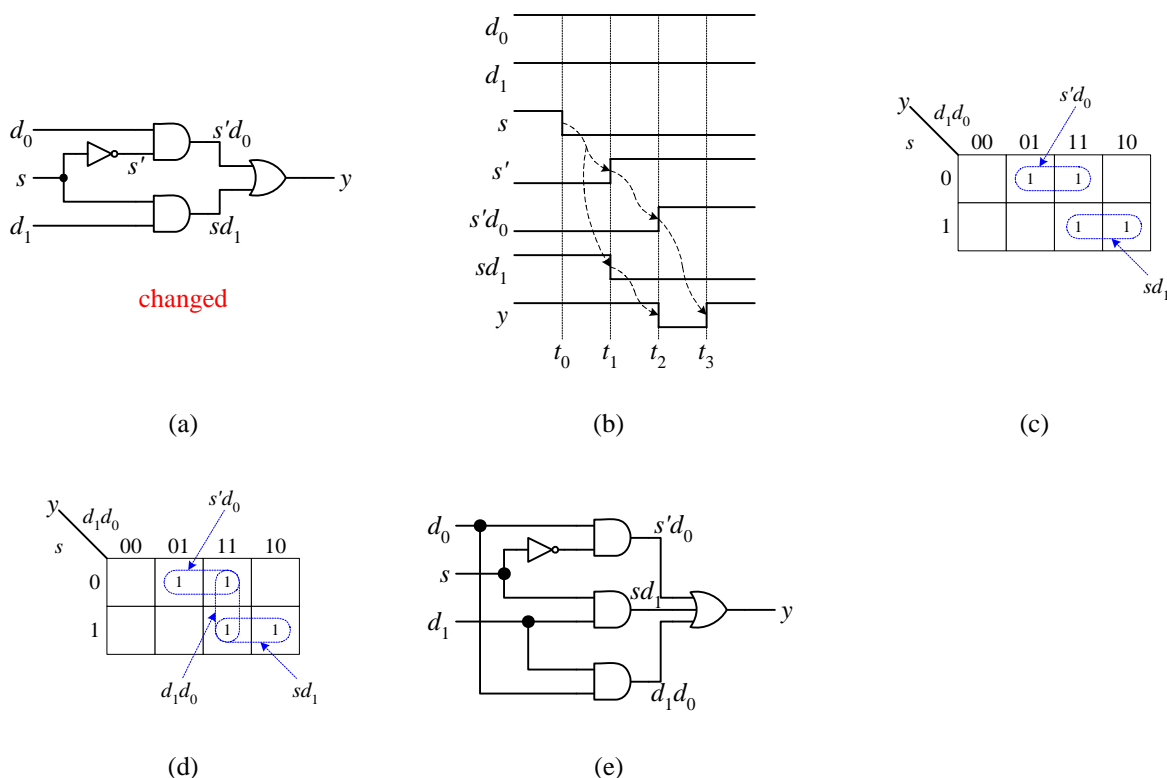 d0
s'
s'd0
s
y
d1
sd1
changed
(a)
d0
d1
s
s'
s'd0
sd1
y
t0 t1 t2 t3
(b)
s'd0
y d1d0
s 00 01 11 10
0 1 1
1 1 1
sd1
(c)
s'd0
y d1d0
s 00 01 11 10
0 1 1
1 1 1
d1d0 sd1
(d)
d0 s'd0
s sd1
y
d1
d1d0
(e)